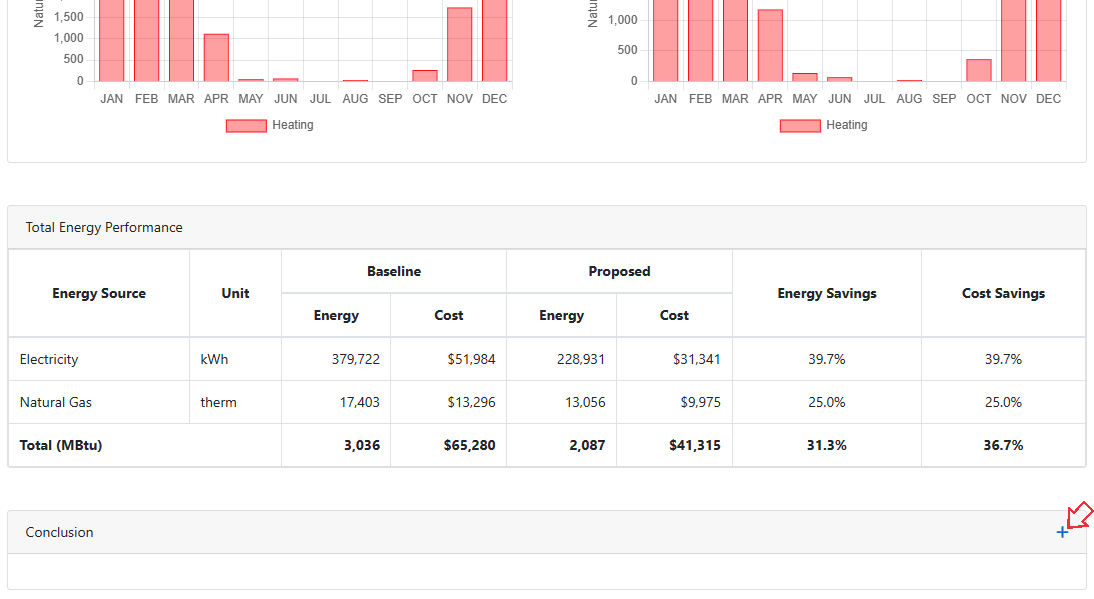 Natu
1,500
1,000
500
0
JAN FEB MAR APR MAY JUN JUL AUG SEP OCT NOV DEC
Heating
Natu
1,000
500
0
JAN FEB MAR APR MAY JUN JUL AUG SEP OCT NOV DEC
Heating
Total Energy Performance
Energy Source Unit Baseline Proposed Energy Savings Cost Savings
Energy Cost Energy Cost
Electricity kWh 379,722 $51,984 228,931 $31,341 39.7% 39.7%
Natural Gas therm 17,403 $13,296 13,056 $9,975 25.0% 25.0%
Total (MBtu) 3,036 $65,280 2,087 $41,315 31.3% 36.7%
Conclusion +